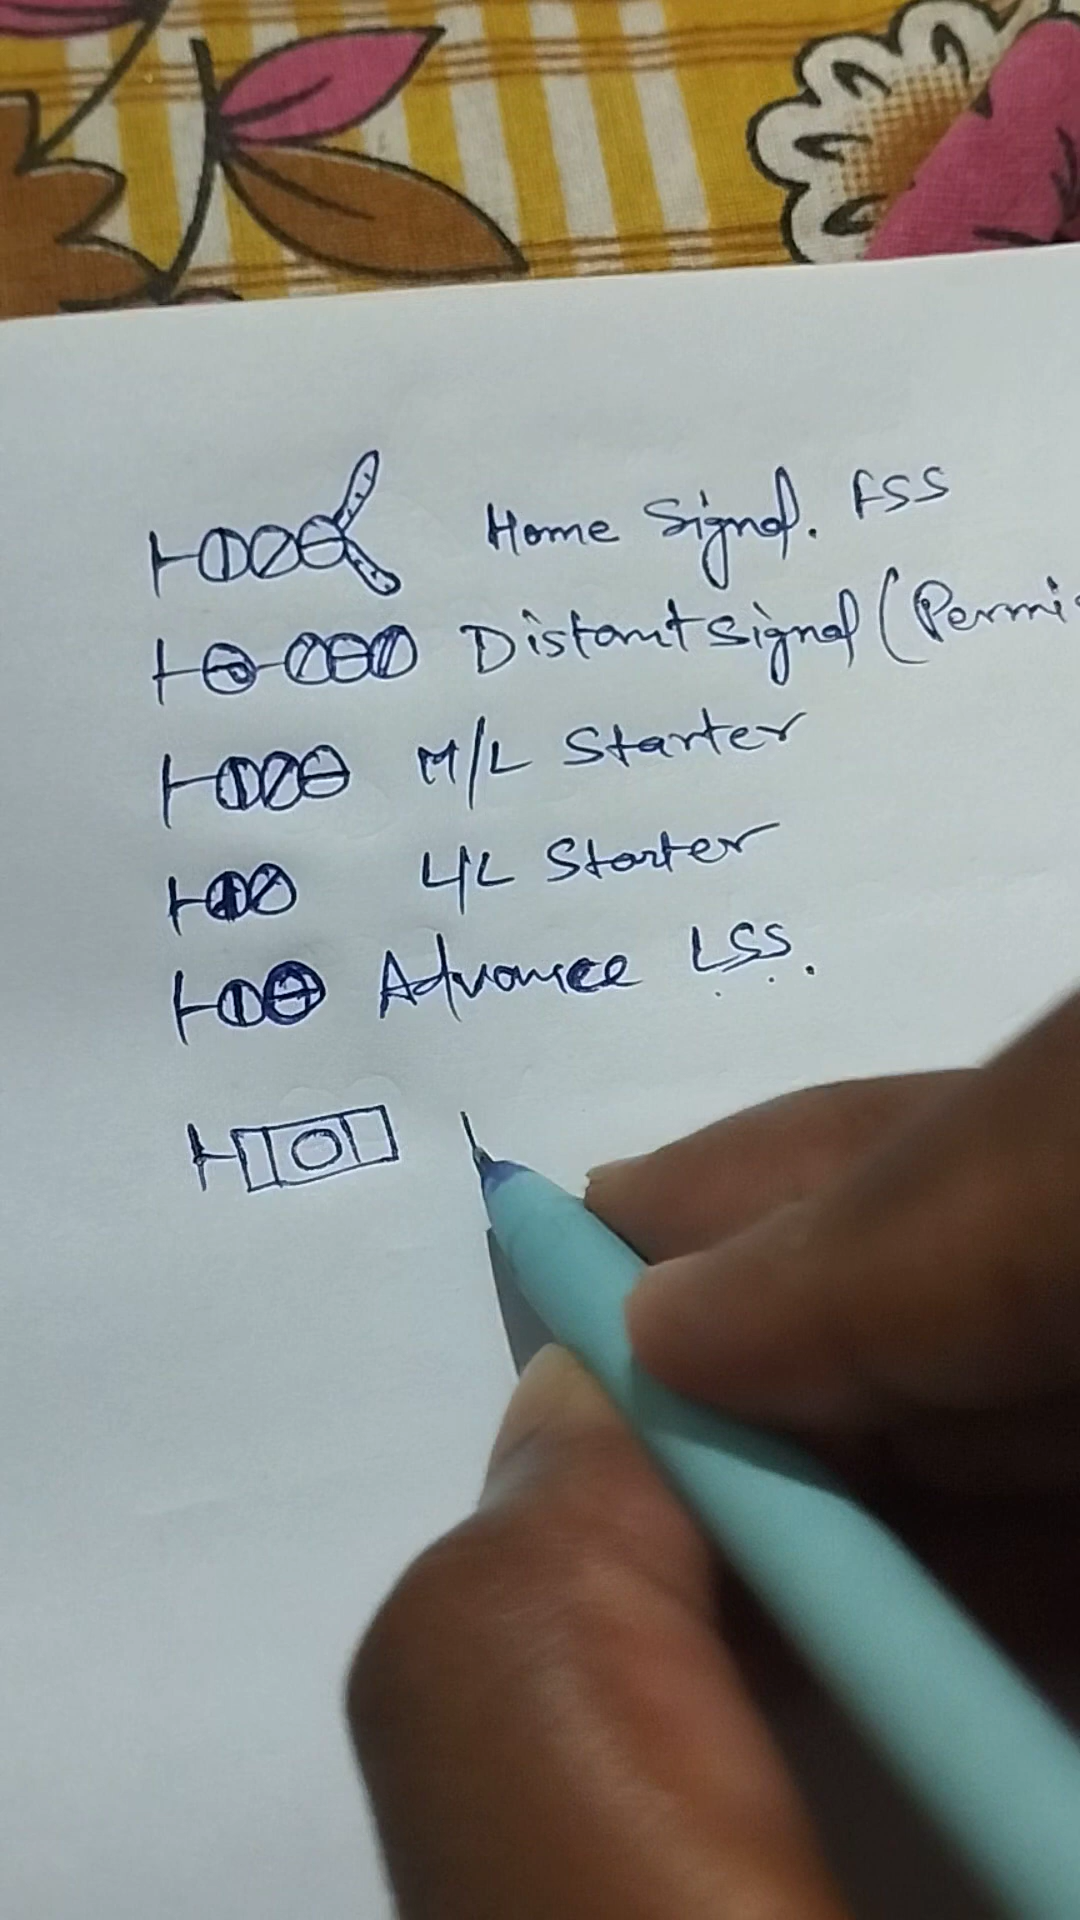 Home Signal. FSS
Distant Signal (Permi
M/L Starter
L/L Starter
Advance LSS.